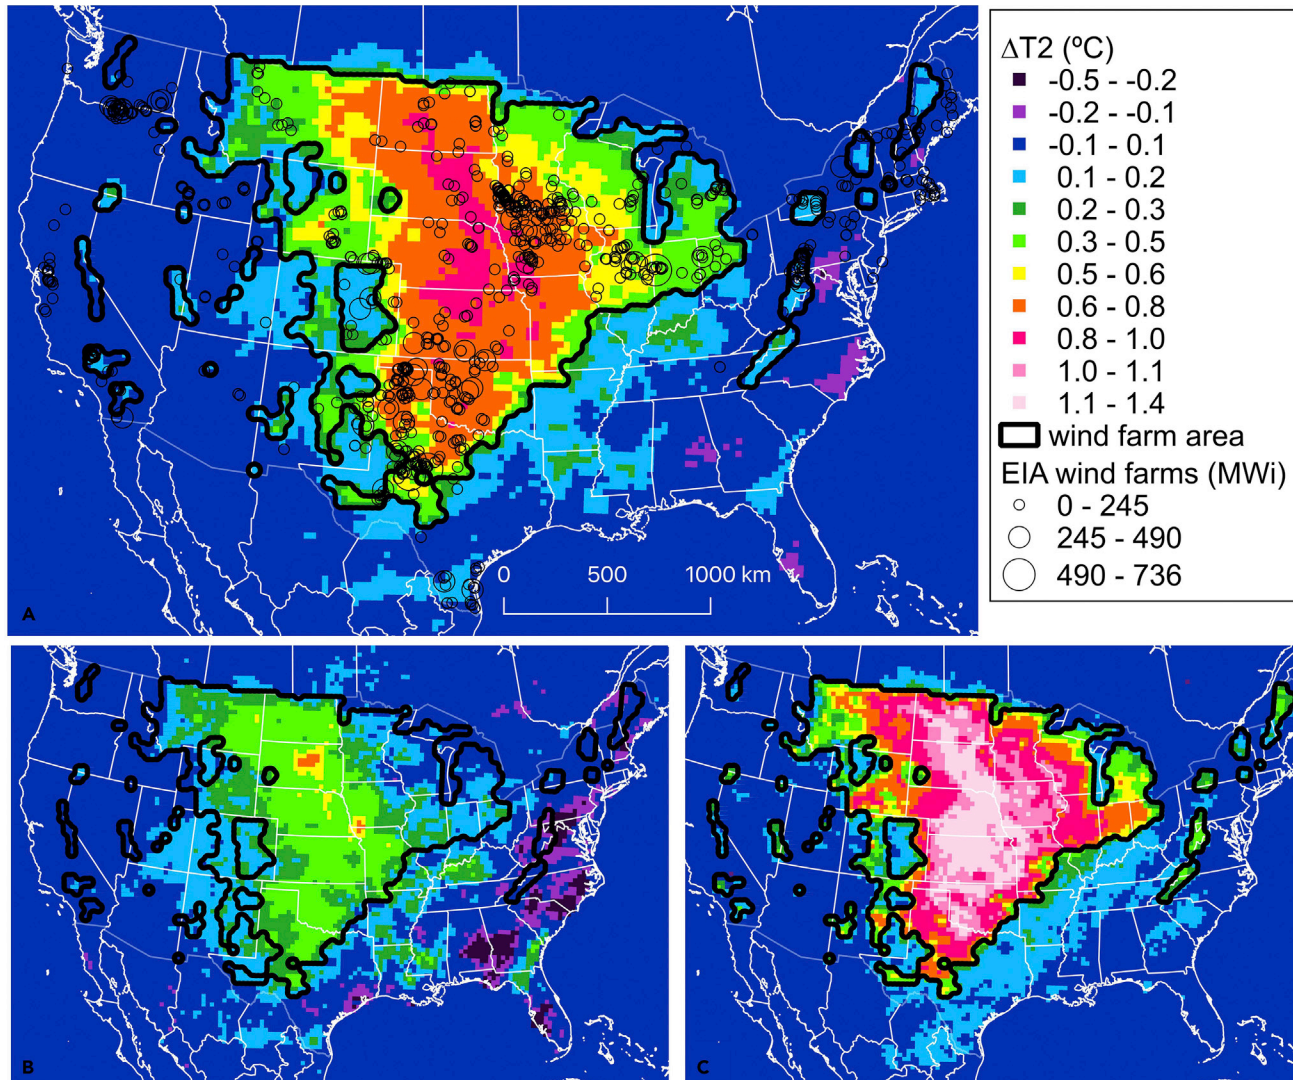 ΔT2 (ºC)
-0.5 - -0.2
-0.2 - -0.1
-0.1 - 0.1
0.1 - 0.2
0.2 - 0.3
0.3 - 0.5
0.5 - 0.6
0.6 - 0.8
0.8 - 1.0
1.0 - 1.1
1.1 - 1.4
wind farm area
EIA wind farms (MWi)
0 - 245
245 - 490
490 - 736
0 500 1000 km
A
B
C